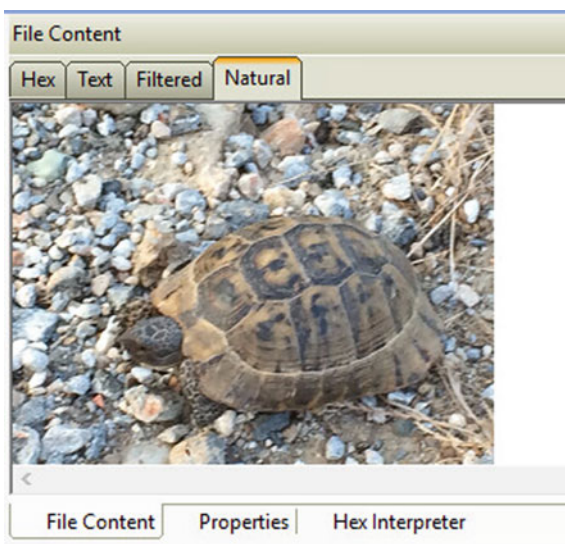 File Content
Hex Text Filtered Natural
File Content Properties Hex Interpreter